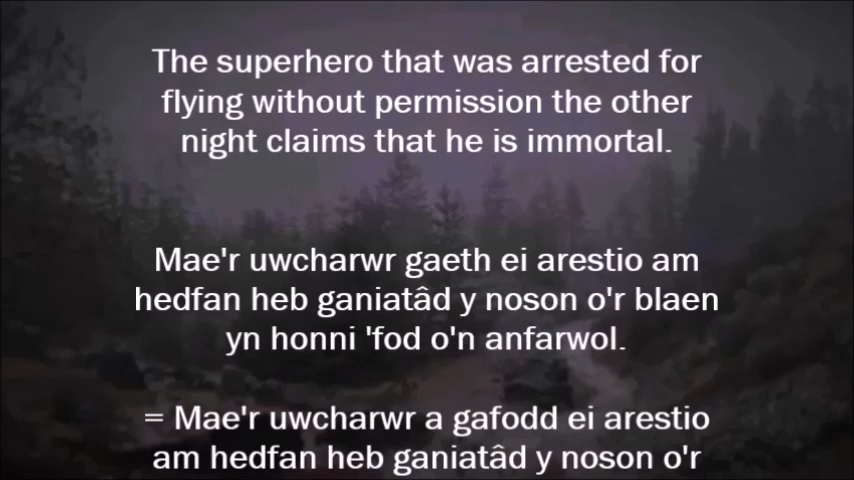 The superhero that was arrested for
flying without permission the other
night claims that he is immortal.
Mae'r uwcharwr gaeth ei arestio am
hedfan heb ganiatâd y noson o'r blaen
yn honni 'fod o'n anfarwol.
= Mae'r uwcharwr a gafodd ei arestio
am hedfan heb ganiatâd y noson o'r